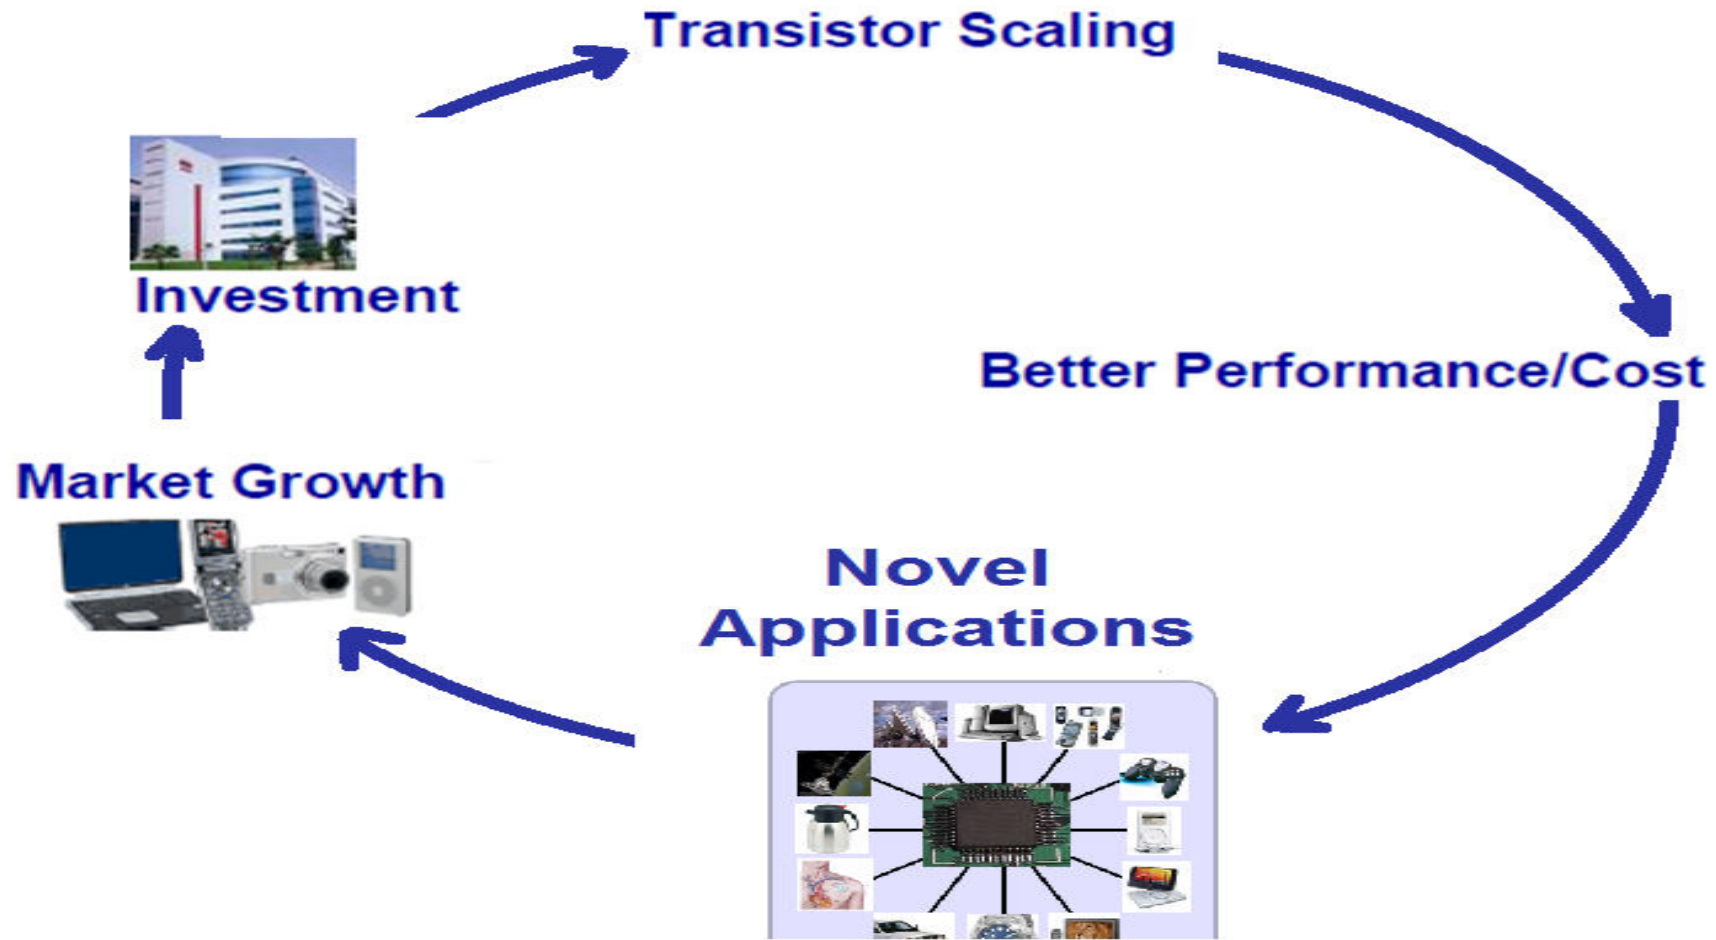 Transistor Scaling
Investment
Better Performance/Cost
Market Growth
Novel
Applications